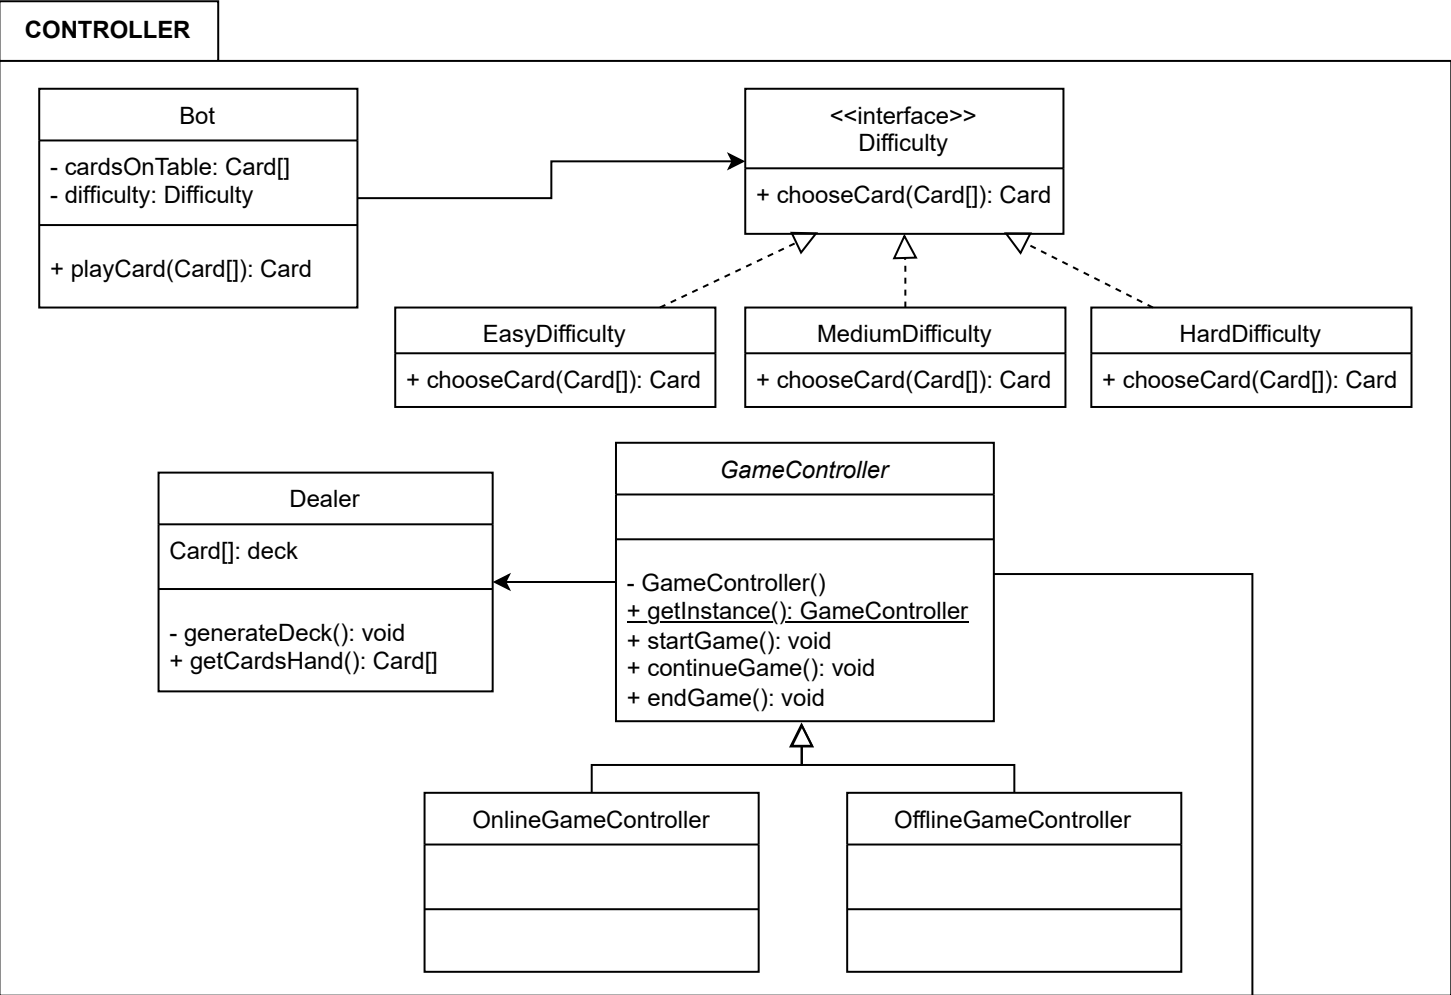 CONTROLLER
Bot
- cardsOnTable: Card[]
- difficulty: Difficulty
+ playCard(Card[]): Card
<<interface>>
Difficulty
+ chooseCard(Card[]): Card
EasyDifficulty
+ chooseCard(Card[]): Card
MediumDifficulty
+ chooseCard(Card[]): Card
HardDifficulty
+ chooseCard(Card[]): Card
Dealer
Card[]: deck
- generateDeck(): void
+ getCardsHand(): Card[]
GameController
- GameController()
+ getInstance(): GameController
+ startGame(): void
+ continueGame(): void
+ endGame(): void
OnlineGameController
OfflineGameController